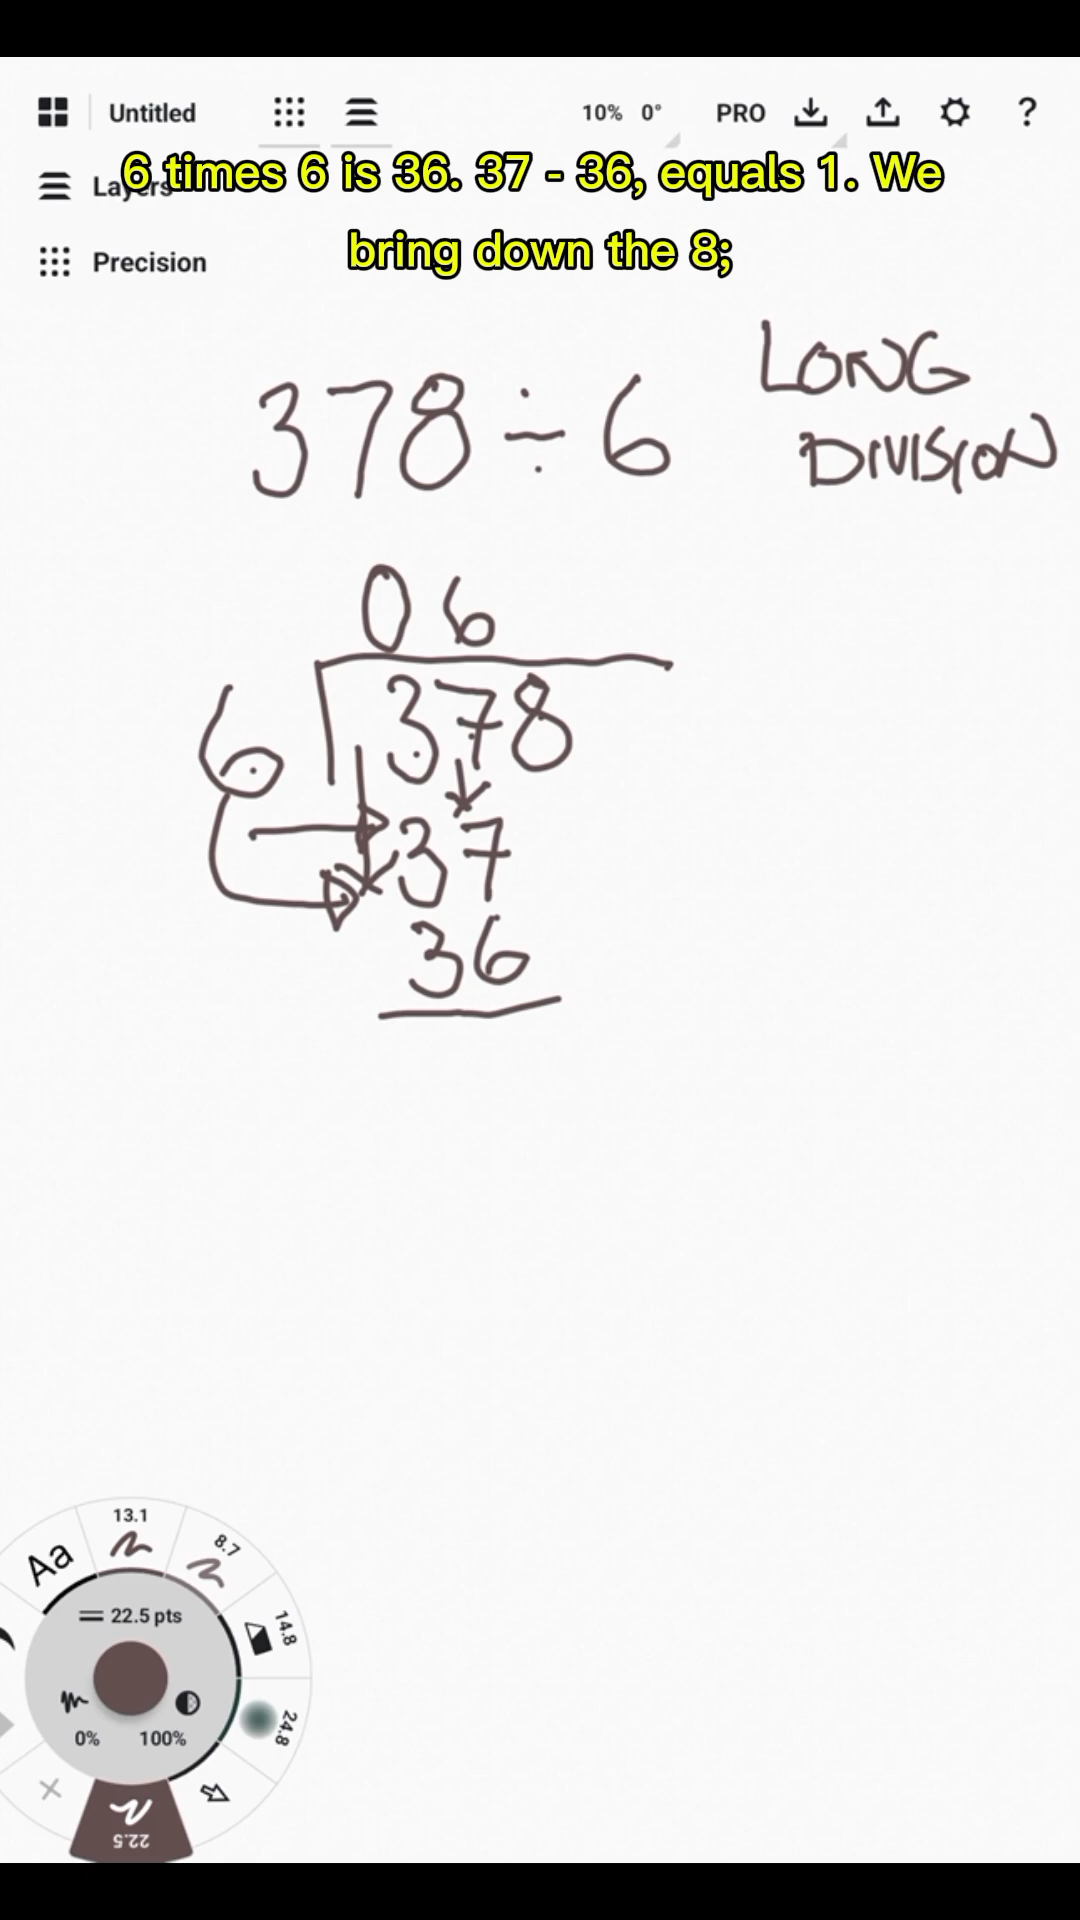 Untitled
10% 0° PRO ?
6 times 6 is 36. 37 - 36, equals 1. We
bring down the 8;
Layers
Precision
LONG
DIVISION
378 ÷ 6
06
6 378
37
36
13.1
8.7
Aa
14.8
22.5 pts
24.8
0% 100%
22.5